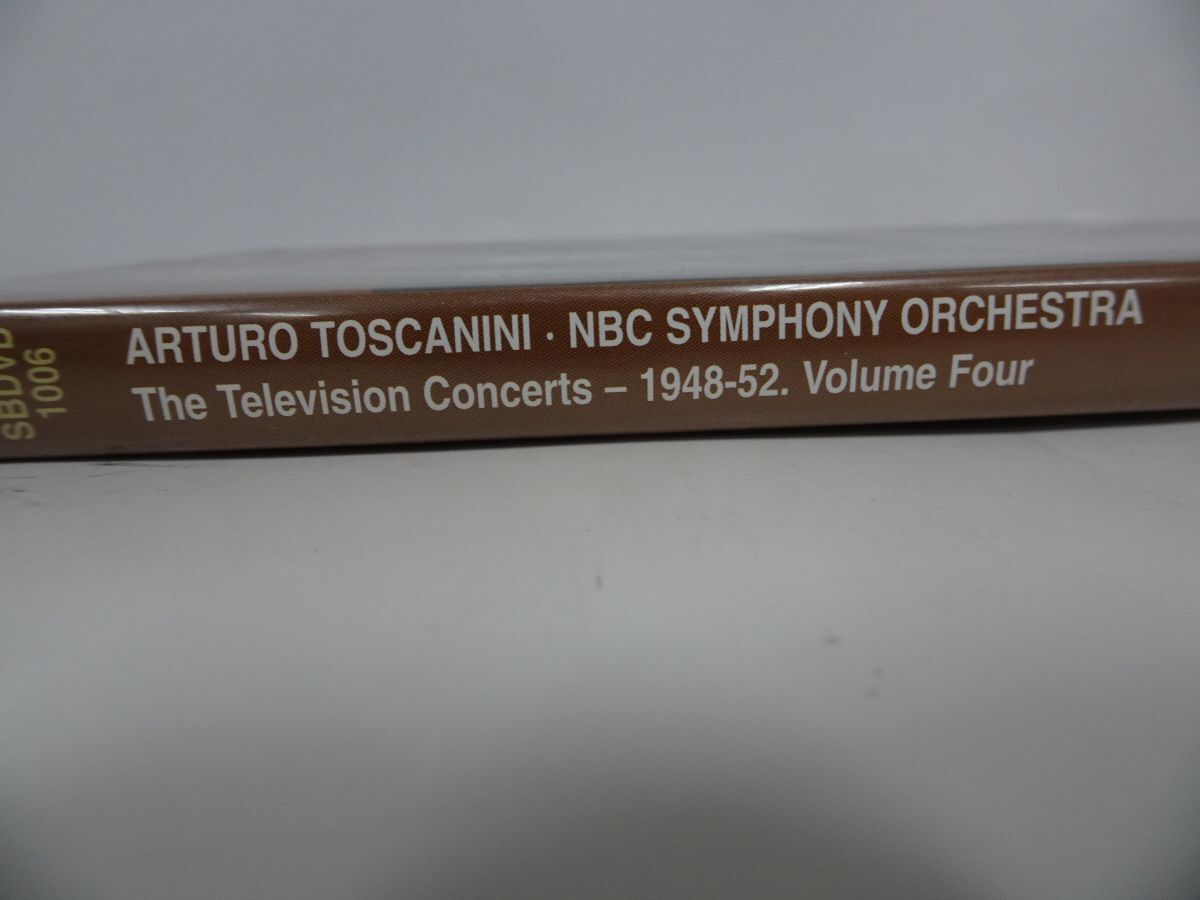 SBDVD
1006
ARTURO TOSCANINI · NBC SYMPHONY ORCHESTRA
The Television Concerts – 1948-52. Volume Four